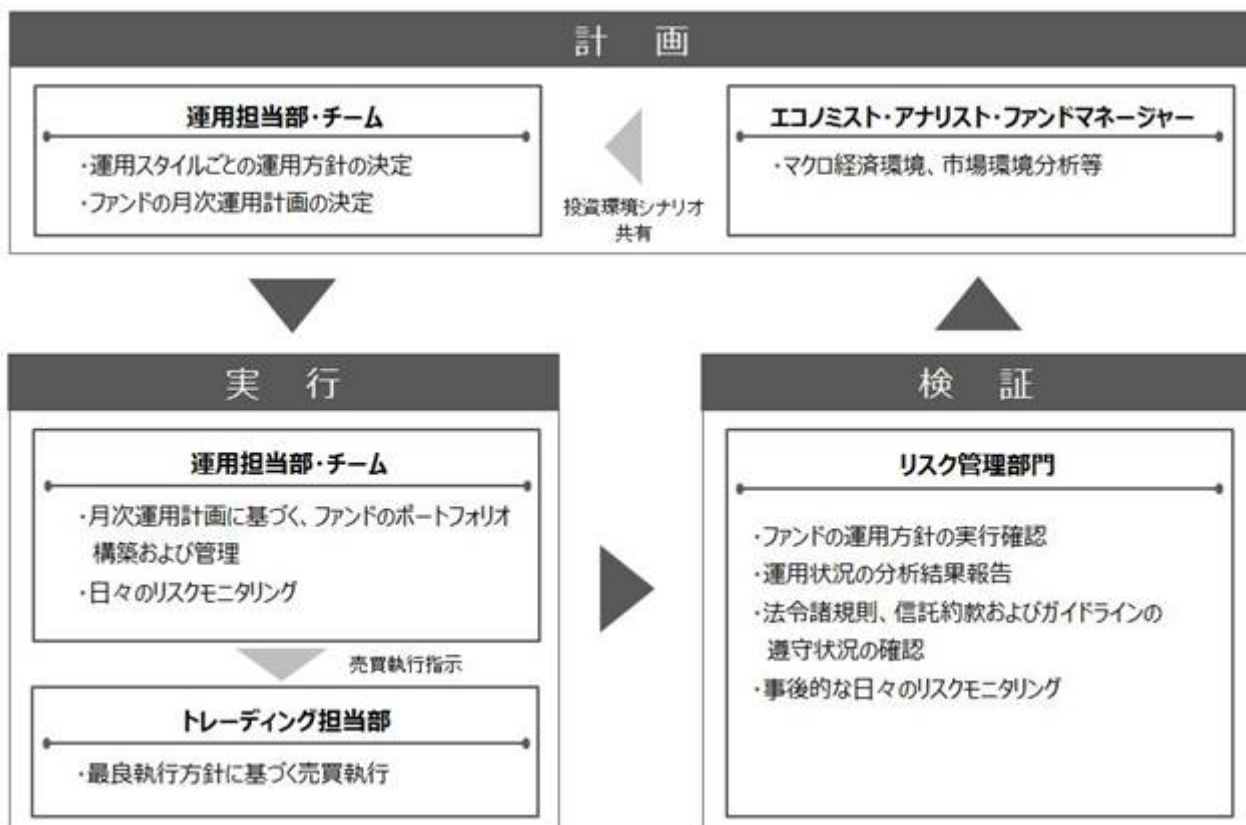 計 画
運用担当部・チーム
・運用スタイルごとの運用方針の決定
・ファンドの月次運用計画の決定
投資環境シナリオ
共有
エコノミスト・アナリスト・ファンドマネージャー
・マクロ経済環境、市場環境分析等
実 行
運用担当部・チーム
・月次運用計画に基づく、ファンドのポートフォリオ
構築および管理
・日々のリスクモニタリング
売買執行指示
トレーディング担当部
・最良執行方針に基づく売買執行
検 証
リスク管理部門
・ファンドの運用方針の実行確認
・運用状況の分析結果報告
・法令諸規則、信託約款およびガイドラインの
遵守状況の確認
・事後的な日々のリスクモニタリング